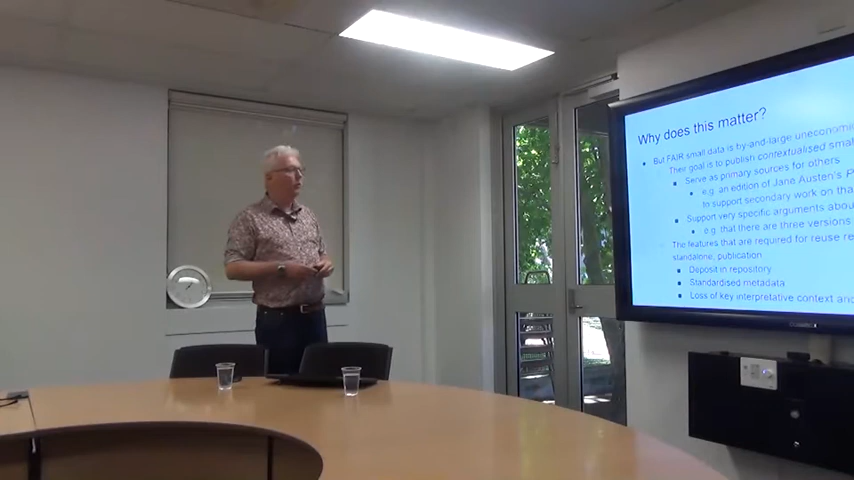 Why does this matter?
But FAIR small data is by-and-large uneconomi
Their goal is to publish contextualised smal
Serve as primary sources for others
e.g. an edition of Jane Austen's P
to support secondary work on tha
Supporting very specific arguments abou
e.g. that there are three versions
The features that are required for reuse re
standalone, publication
Deposit in repository
Standardised metadata
Loss of key interpretative context and